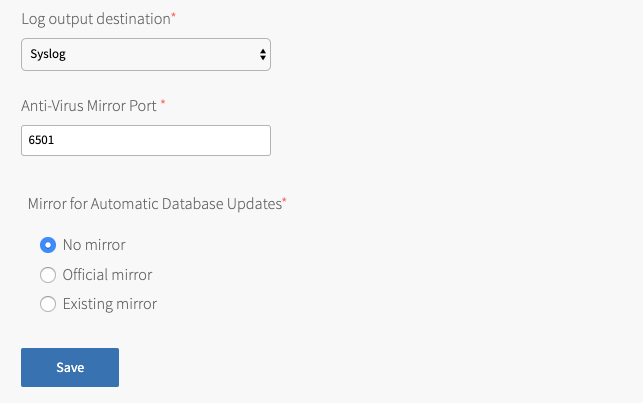 Log output destination*
Syslog
Anti-Virus Mirror Port *
6501
Mirror for Automatic Database Updates*
No mirror
Official mirror
Existing mirror
Save